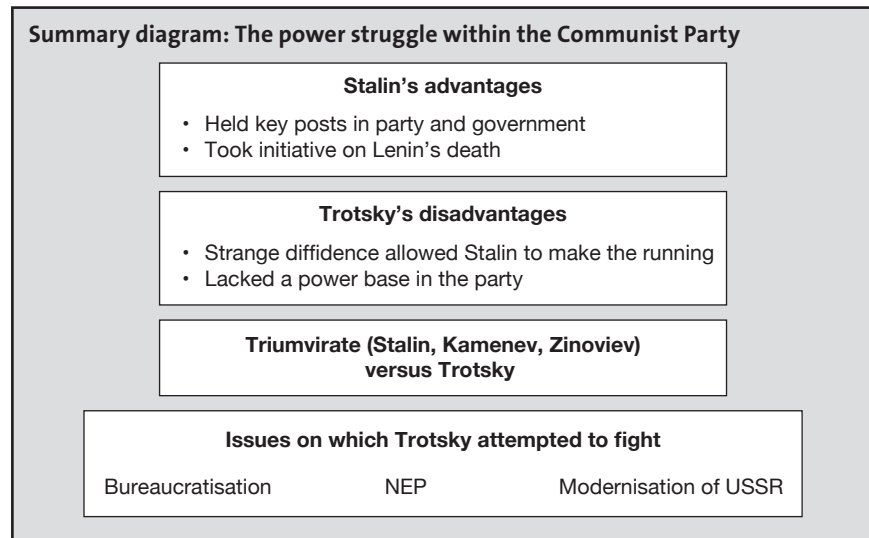 Summary diagram: The power struggle within the Communist Party
Stalin's advantages
• Held key posts in party and government
• Took initiative on Lenin's death
Trotsky's disadvantages
• Strange diffidence allowed Stalin to make the running
• Lacked a power base in the party
Triumvirate (Stalin, Kamenev, Zinoviev)
versus Trotsky
Issues on which Trotsky attempted to fight
Bureaucratisation NEP Modernisation of USSR